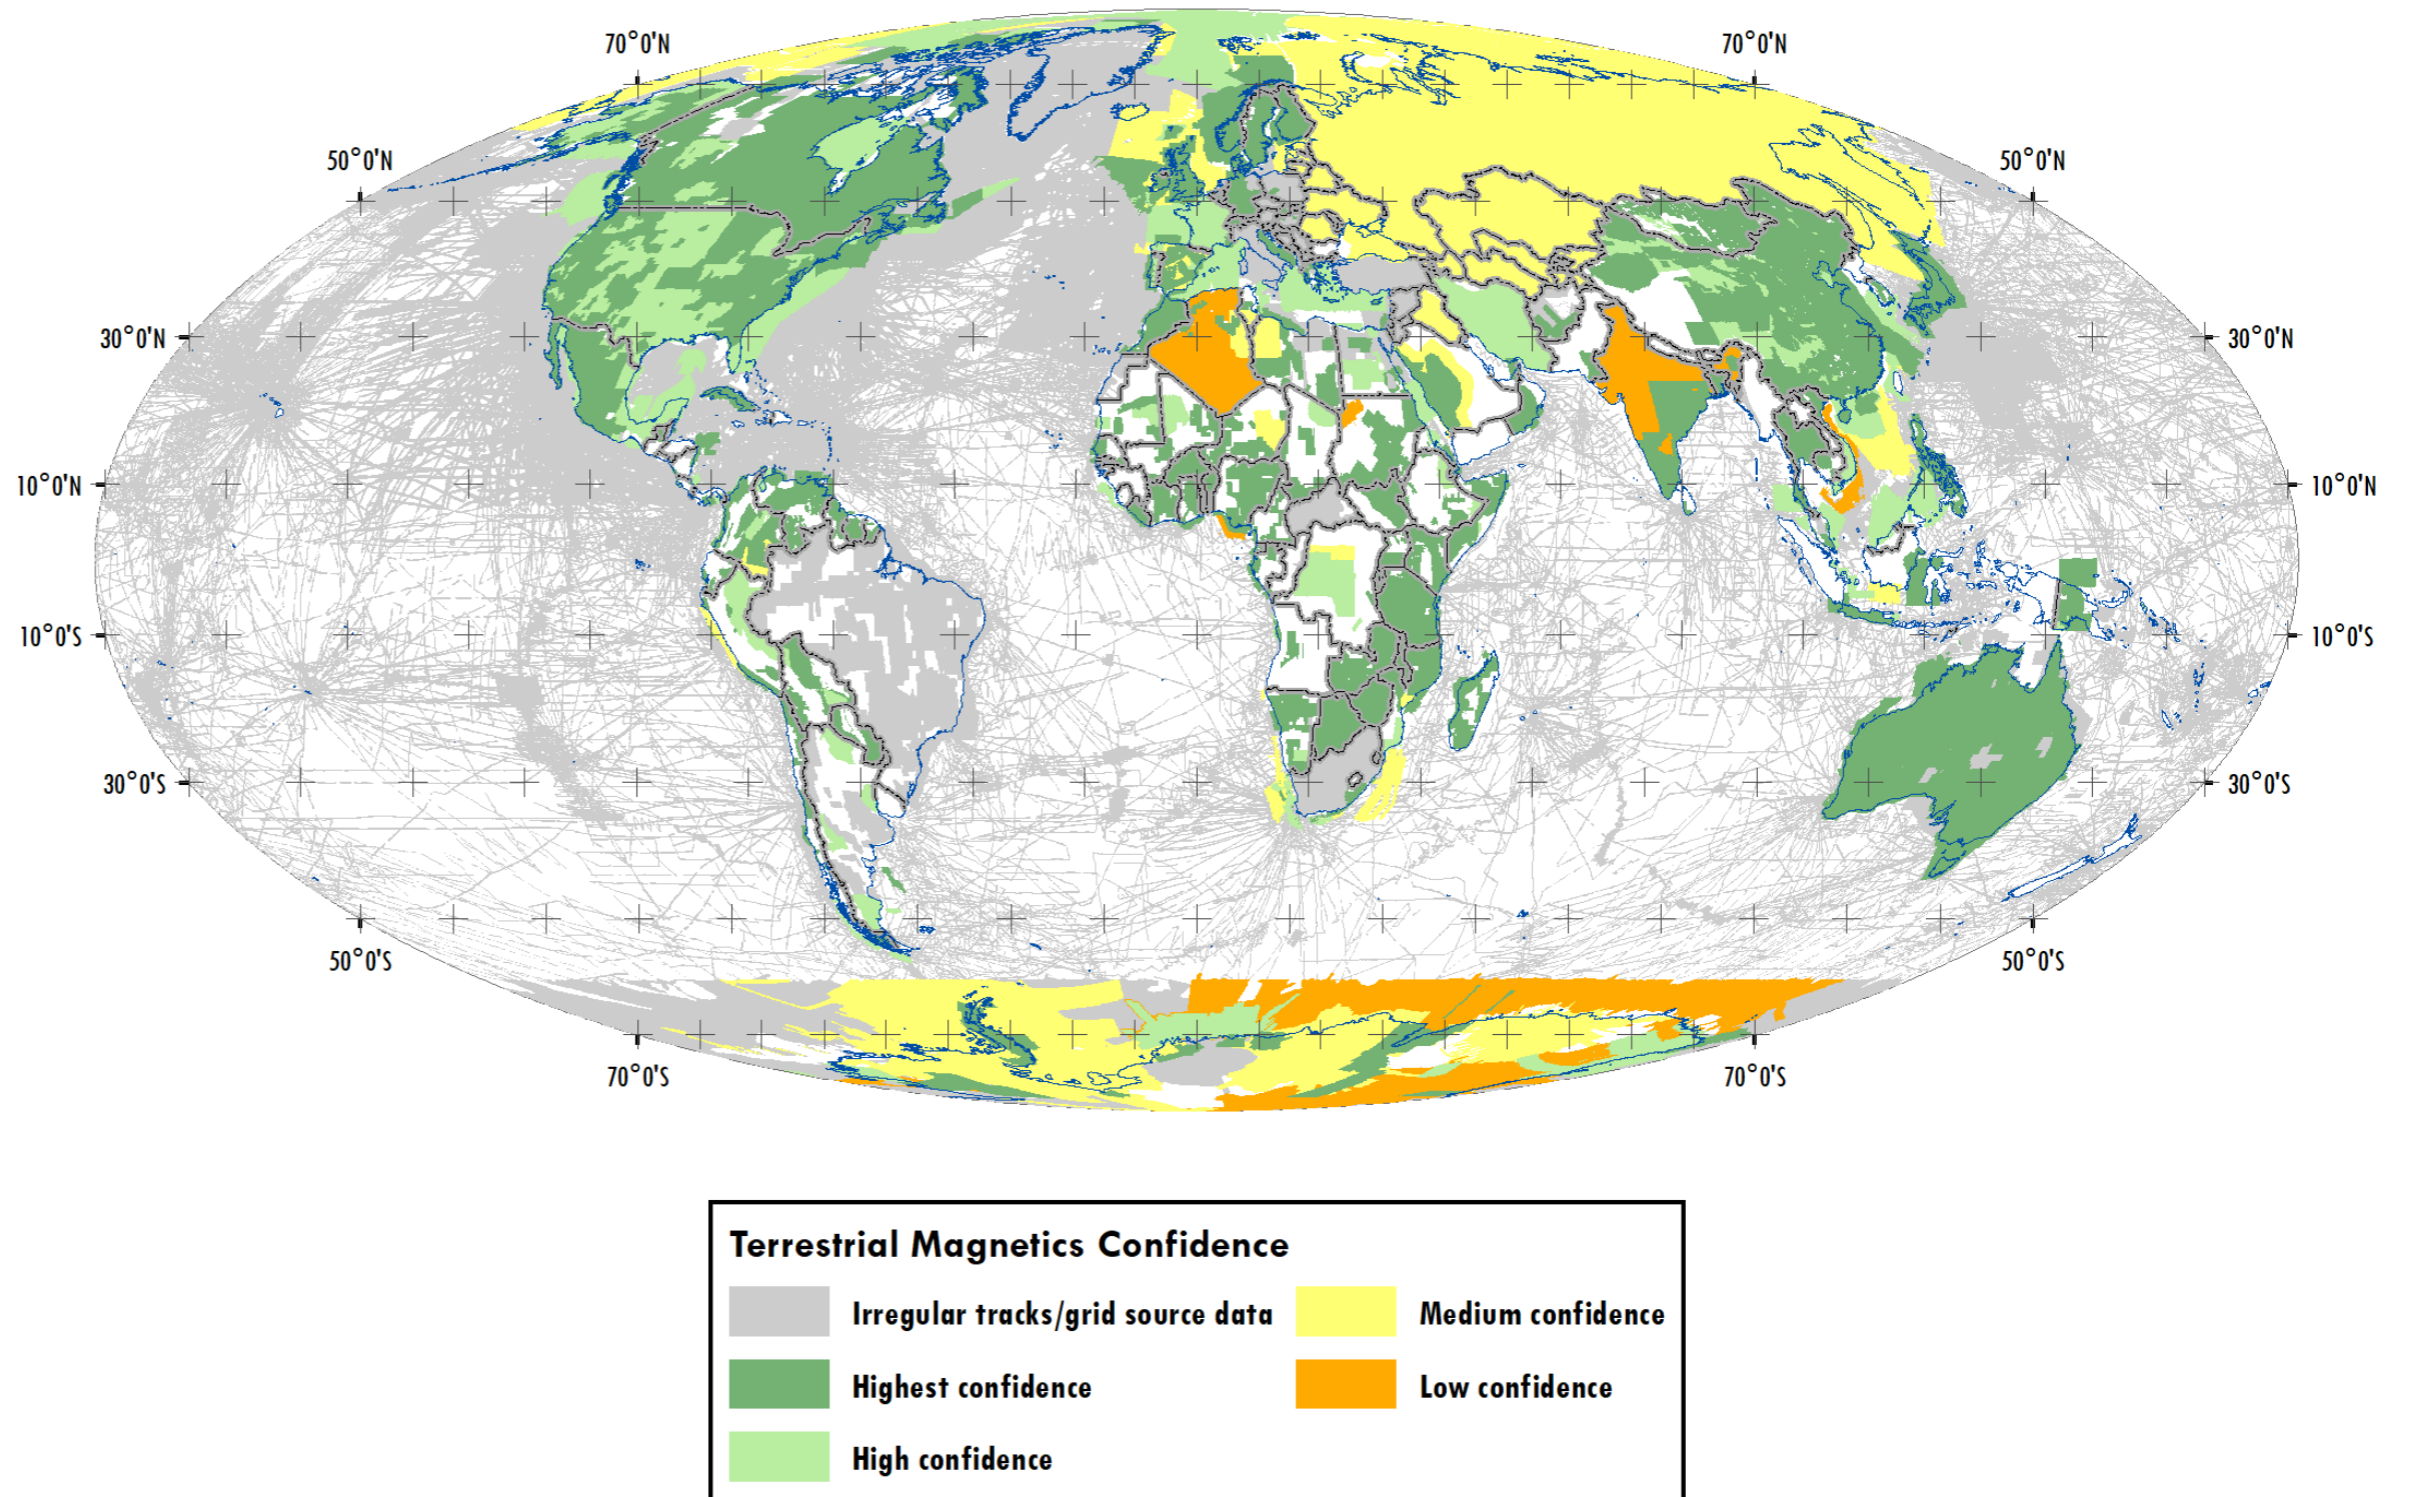 70°0'N
70°0'N
50°0'N
50°0'N
30°0'N
30°0'N
10°0'N
10°0'N
10°0'S
10°0'S
30°0'S
30°0'S
50°0'S
50°0'S
70°0'S
70°0'S
Terrestrial Magnetics Confidence
Irregular tracks/grid source data
Medium confidence
Highest confidence
Low confidence
High confidence